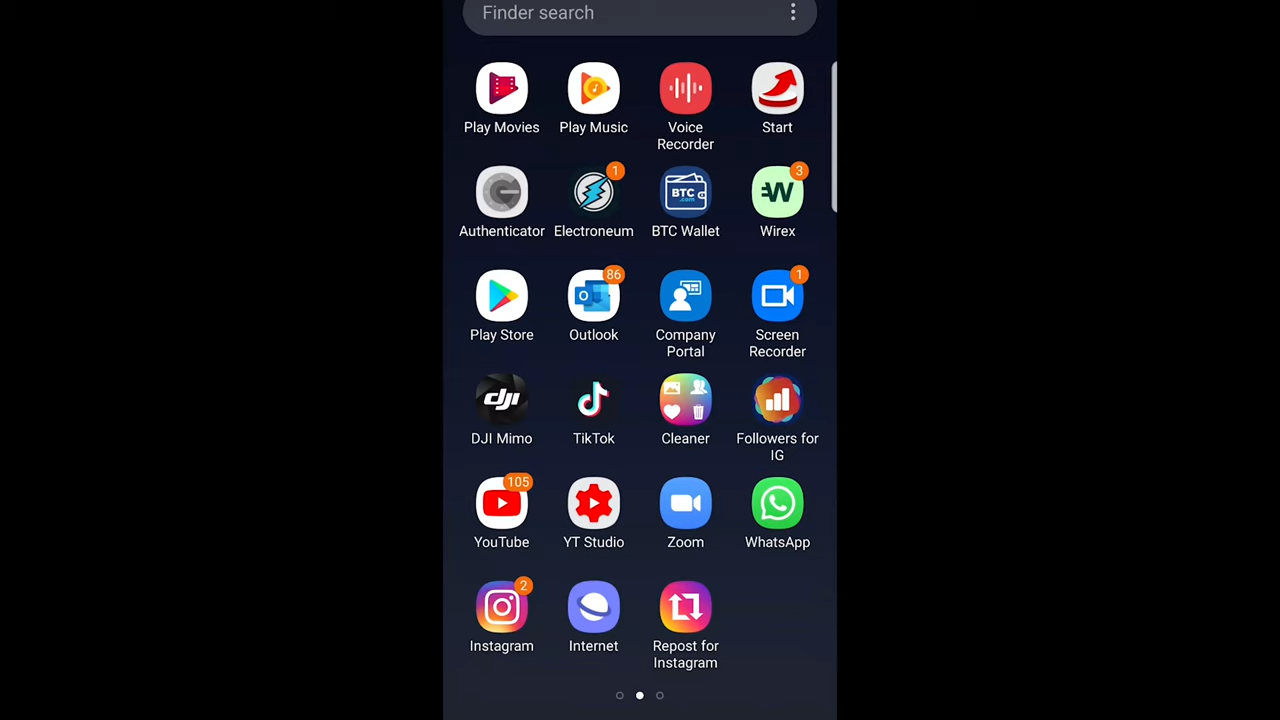 Finder search
Play Movies
Play Music
Voice
Recorder
Start
1
BTC
.com
W
3
Authenticator
Electroneum
BTC Wallet
Wirex
86
O
1
Play Store
Outlook
Company
Portal
Screen
Recorder
dji
DJI Mimo
TikTok
Cleaner
Followers for
IG
105
YouTube
YT Studio
Zoom
WhatsApp
2
Instagram
Internet
Repost for
Instagram